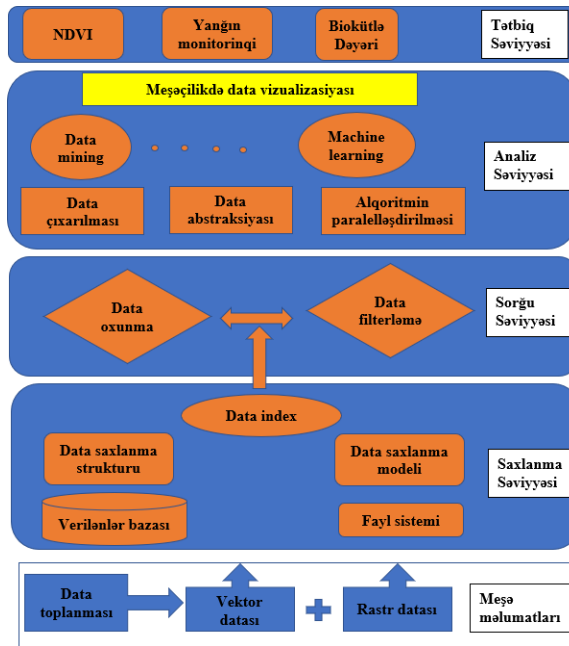 NDVI
Yanğın
monitorinqi
Biokütlə
Dəyəri
Tətbiq
Səviyyəsi
Meşəçilikdə data vizualizasiyası
Data
mining
Machine
learning
Analiz
Səviyyəsi
Data
çıxarılması
Data
abstraksiyası
Alqoritmin
paralelləşdirilməsi
Data
oxunma
Data
filterləmə
Sorğu
Səviyyəsi
Data index
Data saxlanma
strukturu
Data saxlanma
modeli
Saxlanma
Səviyyəsi
Verilənlər bazası
Fayl sistemi
Data
toplanması
Vektor
datası
Rastr datası
Meşə
məlumatları